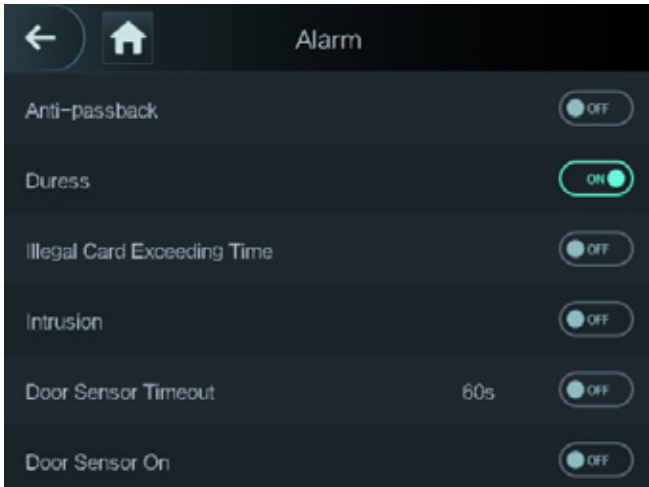 Alarm
Anti-passback OFF
Duress ON
Illegal Card Exceeding Time OFF
Intrusion OFF
Door Sensor Timeout 60s OFF
Door Sensor On OFF